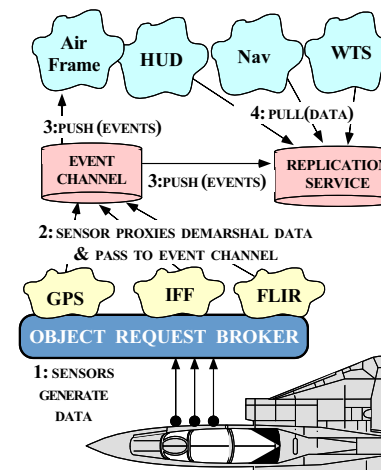 Air
Frame
HUD
Nav
WTS
4: PULL(DATA)
3:PUSH (EVENTS)
EVENT
CHANNEL
3:PUSH (EVENTS)
REPLICATION
SERVICE
2: SENSOR PROXIES DEMARSHAL DATA
& PASS TO EVENT CHANNEL
GPS
IFF
FLIR
OBJECT REQUEST BROKER
1: SENSORS
GENERATE
DATA